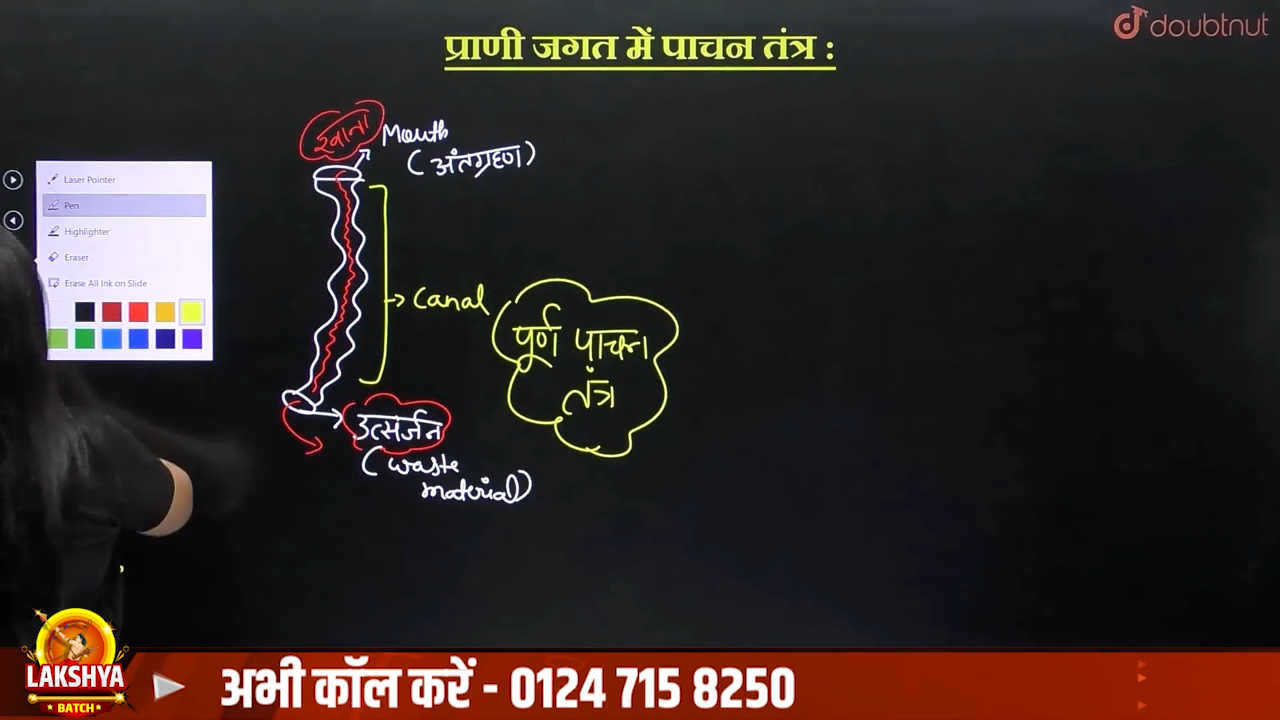 doubtnut
प्राणी जगत में पाचन तंत्र :
खाना
Mouth
(अंतग्रहण)
Laser Pointer
Pen
Highlighter
Eraser
Erase All Ink on Slide
→ Canal
पूर्ण पाचन
तंत्र
उत्सर्जन
(waste
material)
LAKSHYA
BATCH
अभी कॉल करें - 0124 715 8250